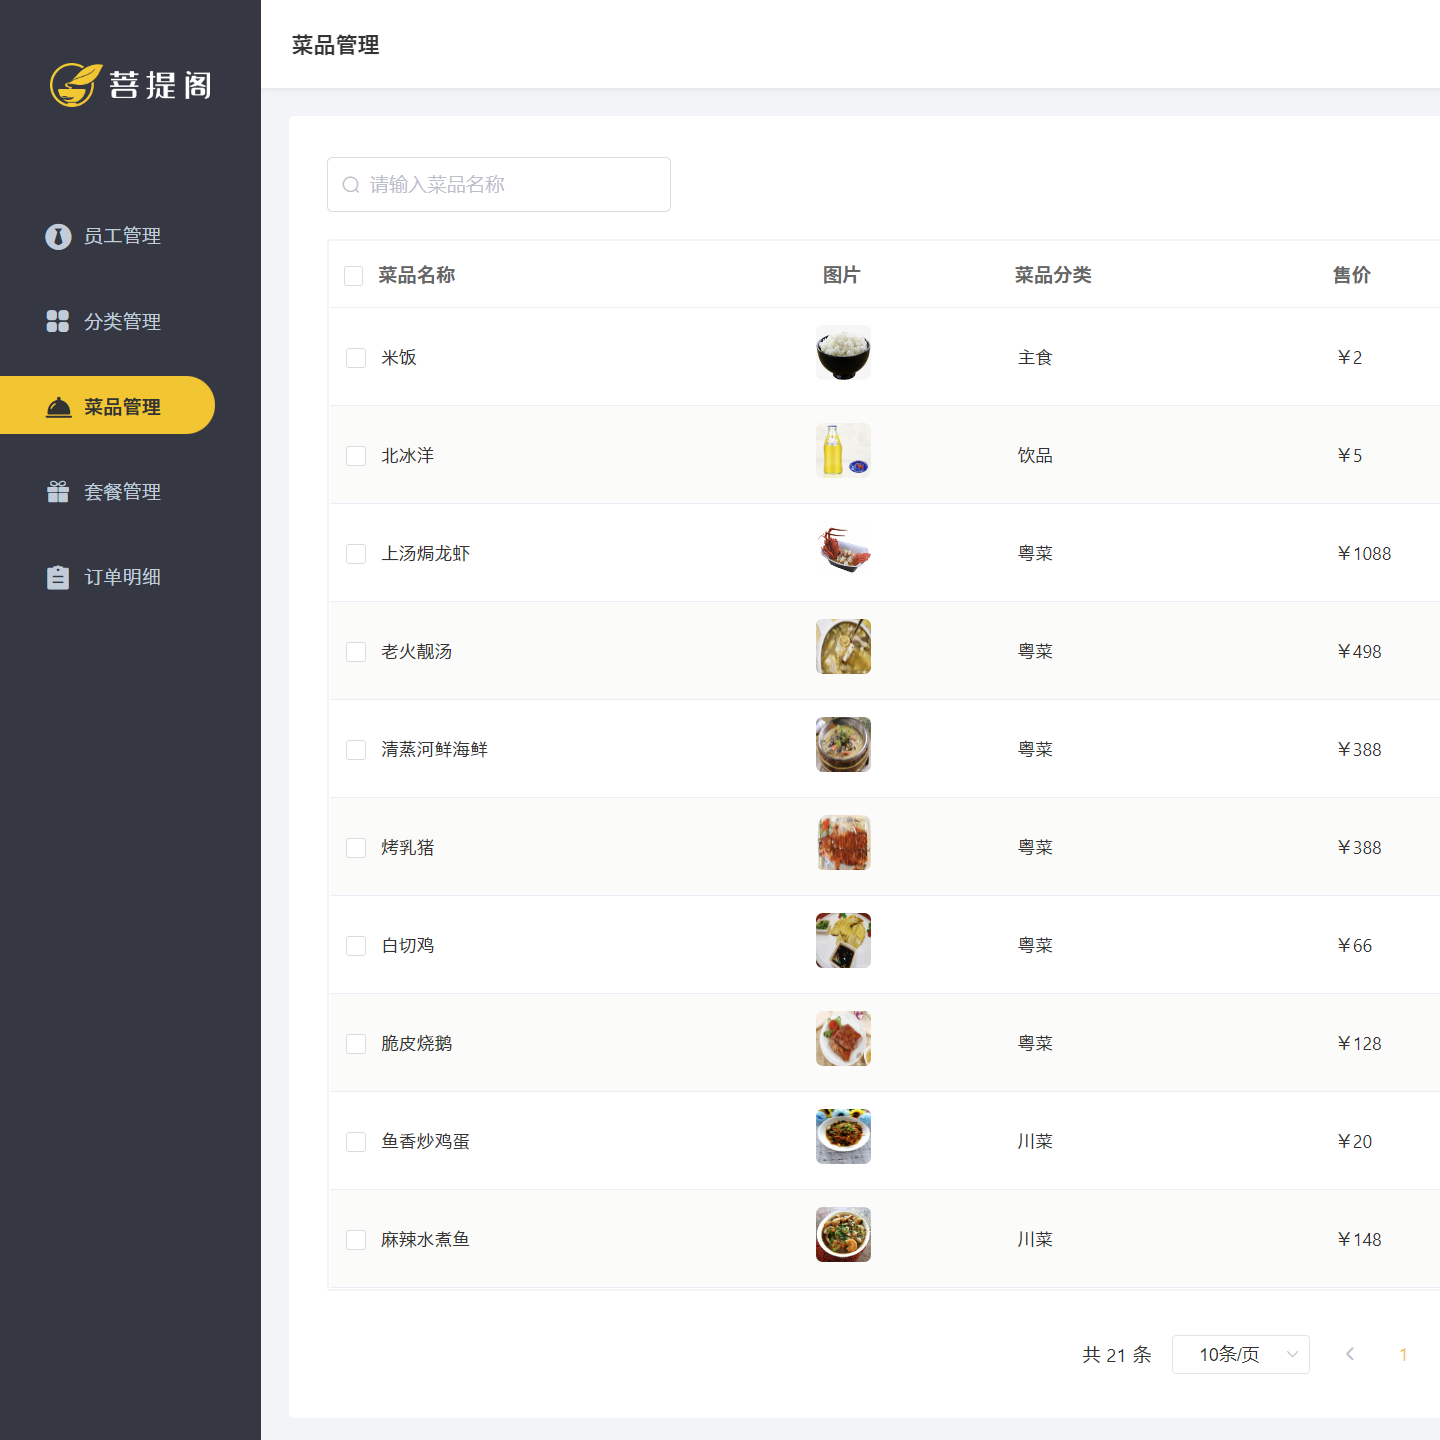 菩提阁
员工管理
分类管理
菜品管理
套餐管理
订单明细
菜品管理
请输入菜品名称
菜品名称 图片 菜品分类 售价
米饭 主食 ￥2
北冰洋 饮品 ￥5
上汤焗龙虾 粤菜 ￥1088
老火靓汤 粤菜 ￥498
清蒸河鲜海鲜 粤菜 ￥388
烤乳猪 粤菜 ￥388
白切鸡 粤菜 ￥66
脆皮烧鹅 粤菜 ￥128
鱼香炒鸡蛋 川菜 ￥20
麻辣水煮鱼 川菜 ￥148
共 21 条 10条/页 1